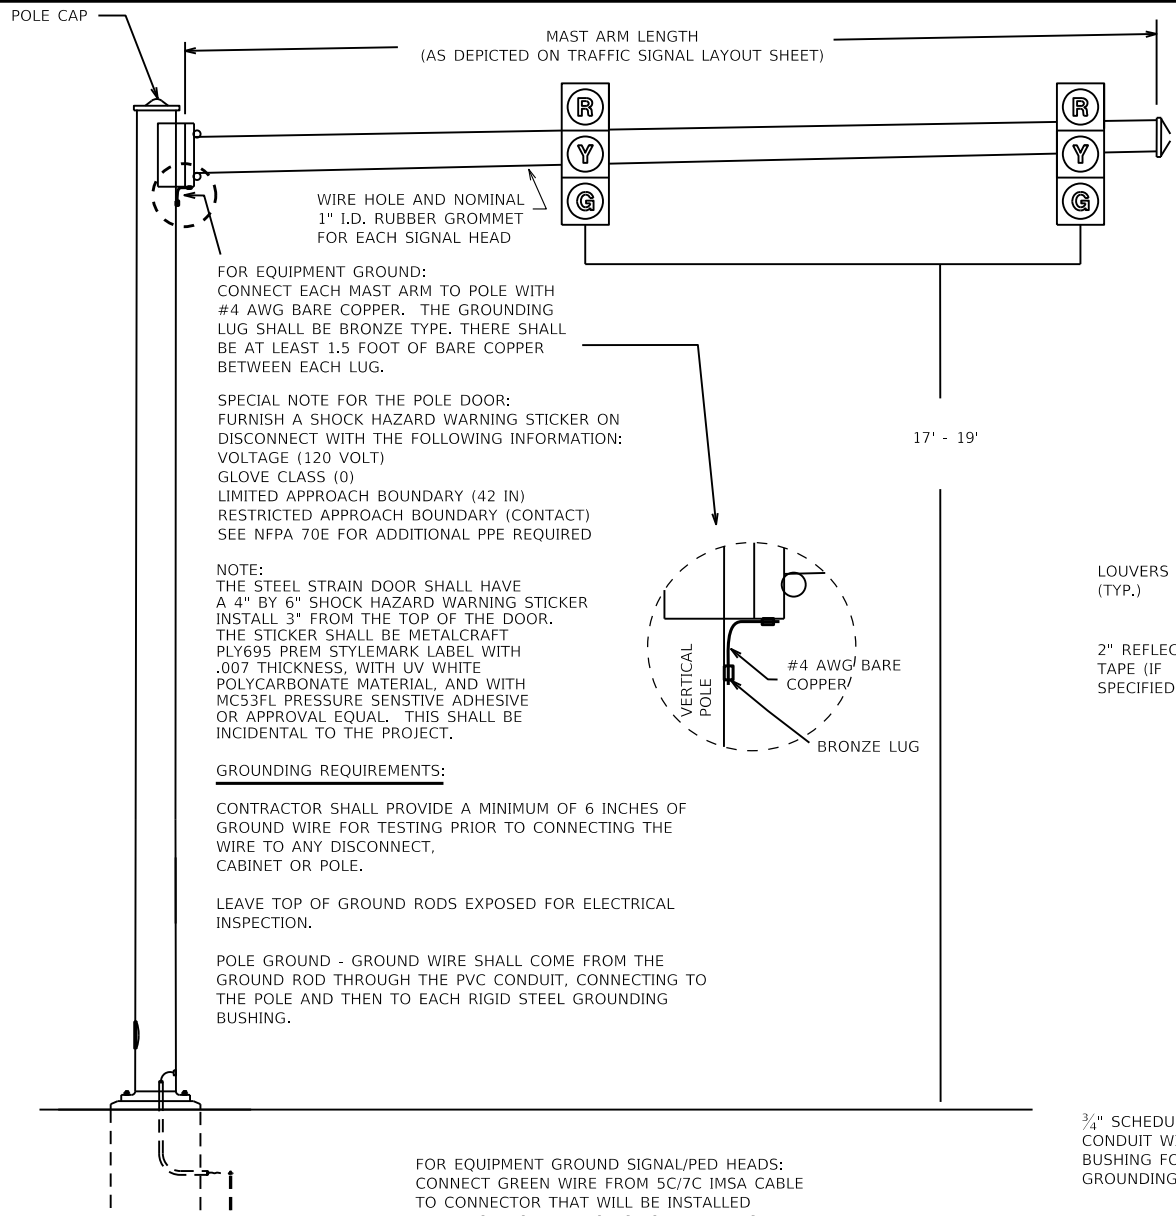 POLE CAP
MAST ARM LENGTH
(AS DEPICTED ON TRAFFIC SIGNAL LAYOUT SHEET)
R
Y
G
R
Y
G
WIRE HOLE AND NOMINAL
1" I.D. RUBBER GROMMET
FOR EACH SIGNAL HEAD
FOR EQUIPMENT GROUND:
CONNECT EACH MAST ARM TO POLE WITH
#4 AWG BARE COPPER. THE GROUNDING
LUG SHALL BE BRONZE TYPE. THERE SHALL
BE AT LEAST 1.5 FOOT OF BARE COPPER
BETWEEN EACH LUG.
SPECIAL NOTE FOR THE POLE DOOR:
FURNISH A SHOCK HAZARD WARNING STICKER ON
DISCONNECT WITH THE FOLLOWING INFORMATION:
VOLTAGE (120 VOLT)
GLOVE CLASS (0)
LIMITED APPROACH BOUNDARY (42 IN)
RESTRICTED APPROACH BOUNDARY (CONTACT)
SEE NFPA 70E FOR ADDITIONAL PPE REQUIRED
17' - 19'
NOTE:
THE STEEL STRAIN DOOR SHALL HAVE
A 4" BY 6" SHOCK HAZARD WARNING STICKER
INSTALL 3" FROM THE TOP OF THE DOOR.
THE STICKER SHALL BE METALCRAFT
PLY695 PREM STYLEMARK LABEL WITH
.007 THICKNESS, WITH UV WHITE
POLYCARBONATE MATERIAL, AND WITH
MC53FL PRESSURE SENSTIVE ADHESIVE
OR APPROVAL EQUAL. THIS SHALL BE
INCIDENTAL TO THE PROJECT.
VERTICAL
POLE
#4 AWG BARE
COPPER
BRONZE LUG
LOUVERS
(TYP.)
2" REFLEC
TAPE (IF
SPECIFIED
GROUNDING REQUIREMENTS:
CONTRACTOR SHALL PROVIDE A MINIMUM OF 6 INCHES OF
GROUND WIRE FOR TESTING PRIOR TO CONNECTING THE
WIRE TO ANY DISCONNECT,
CABINET OR POLE.
LEAVE TOP OF GROUND RODS EXPOSED FOR ELECTRICAL
INSPECTION.
POLE GROUND - GROUND WIRE SHALL COME FROM THE
GROUND ROD THROUGH THE PVC CONDUIT, CONNECTING TO
THE POLE AND THEN TO EACH RIGID STEEL GROUNDING
BUSHING.
FOR EQUIPMENT GROUND SIGNAL/PED HEADS:
CONNECT GREEN WIRE FROM 5C/7C IMSA CABLE
TO CONNECTOR THAT WILL BE INSTALLED
¾" SCHEDU
CONDUIT W
BUSHING FO
GROUNDING